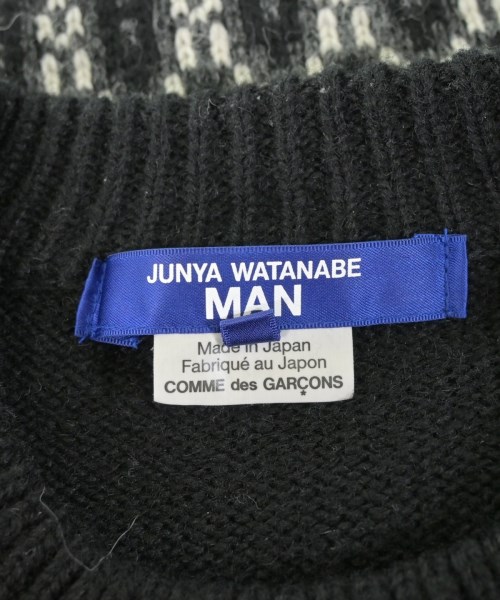 JUNYA WATANABE
MAN
Made in Japan
Fabriqué au Japon
COMME des GARÇONS